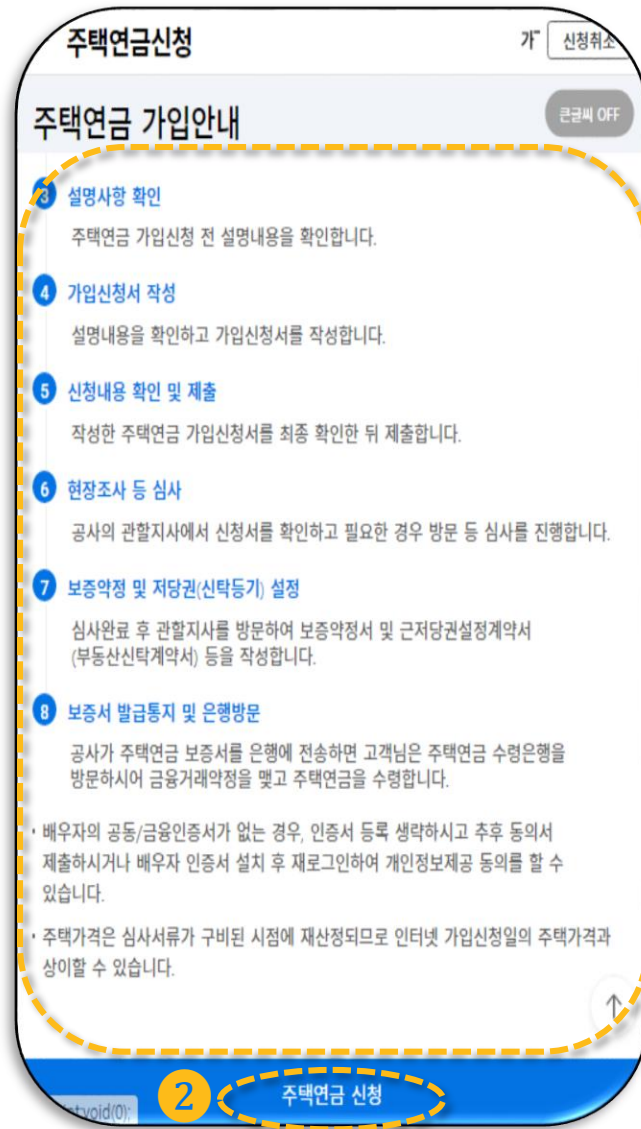 주택연금신청
가 신청취소
주택연금 가입안내
큰글씨 OFF
3 설명사항 확인
주택연금 가입신청 전 설명내용을 확인합니다.
4 가입신청서 작성
설명내용을 확인하고 가입신청서를 작성합니다.
5 신청내용 확인 및 제출
작성한 주택연금 가입신청서를 최종 확인한 뒤 제출합니다.
6 현장조사 등 심사
공사의 관할지사에서 신청서를 확인하고 필요한 경우 방문 등 심사를 진행합니다.
7 보증약정 및 저당권(신탁등기) 설정
심사완료 후 관할지사를 방문하여 보증약정서 및 근저당권설정계약서
(부동산신탁계약서) 등을 작성합니다.
8 보증서 발급통지 및 은행방문
공사가 주택연금 보증서를 은행에 전송하면 고객님은 주택연금 수령은행을
방문하시어 금융거래약정을 맺고 주택연금을 수령합니다.
· 배우자의 공동/금융인증서가 없는 경우, 인증서 등록 생략하시고 추후 동의서
제출하시거나 배우자 인증서 설치 후 재로그인하여 개인정보제공 동의를 할 수
있습니다.
· 주택가격은 심사서류가 구비된 시점에 재산정되므로 인터넷 가입신청일의 주택가격과
상이할 수 있습니다.
2 주택연금 신청
void(0);